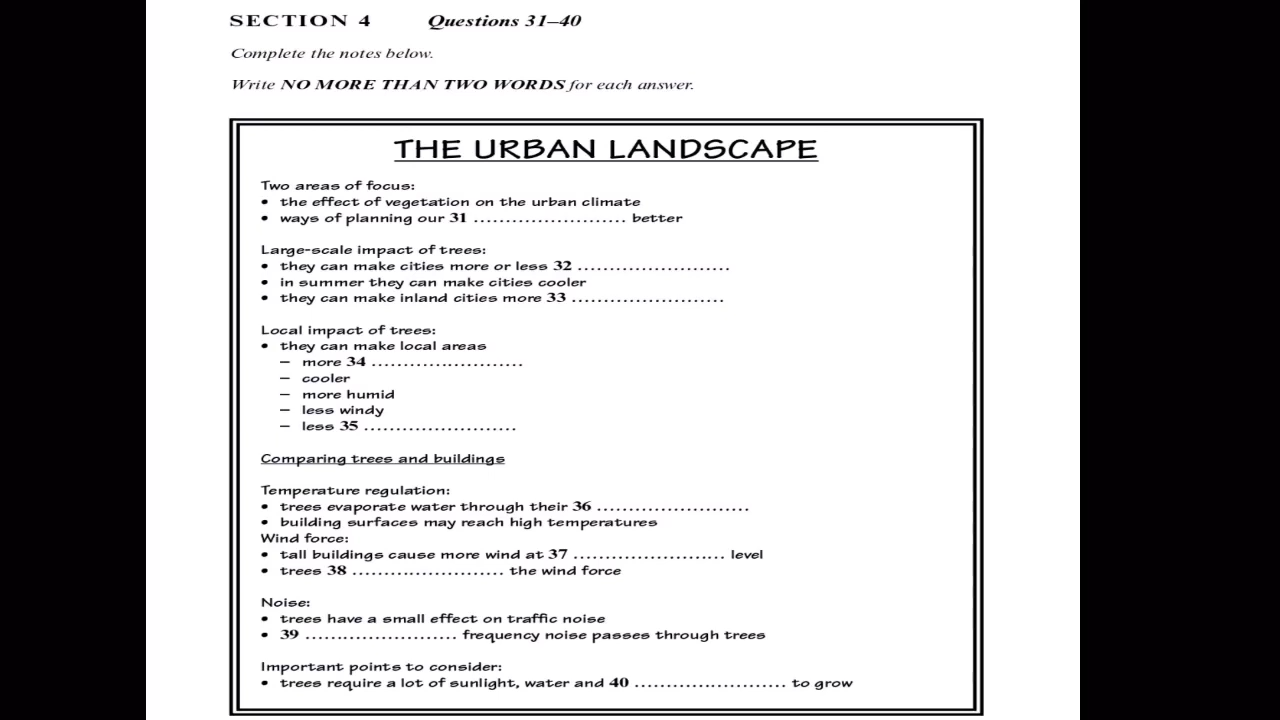 SECTION 4 Questions 31–40
Complete the notes below.
Write NO MORE THAN TWO WORDS for each answer.
THE URBAN LANDSCAPE
Two areas of focus:
• the effect of vegetation on the urban climate
• ways of planning our 31 ........................ better
Large-scale impact of trees:
• they can make cities more or less 32 ........................
• in summer they can make cities cooler
• they can make inland cities more 33 ........................
Local impact of trees:
• they can make local areas
– more 34 ........................
– cooler
– more humid
– less windy
– less 35 ........................
Comparing trees and buildings
Temperature regulation:
• trees evaporate water through their 36 ........................
• building surfaces may reach high temperatures
Wind force:
• tall buildings cause more wind at 37 ........................ level
• trees 38 ........................ the wind force
Noise:
• trees have a small effect on traffic noise
• 39 ........................ frequency noise passes through trees
Important points to consider:
• trees require a lot of sunlight, water and 40 ........................ to grow